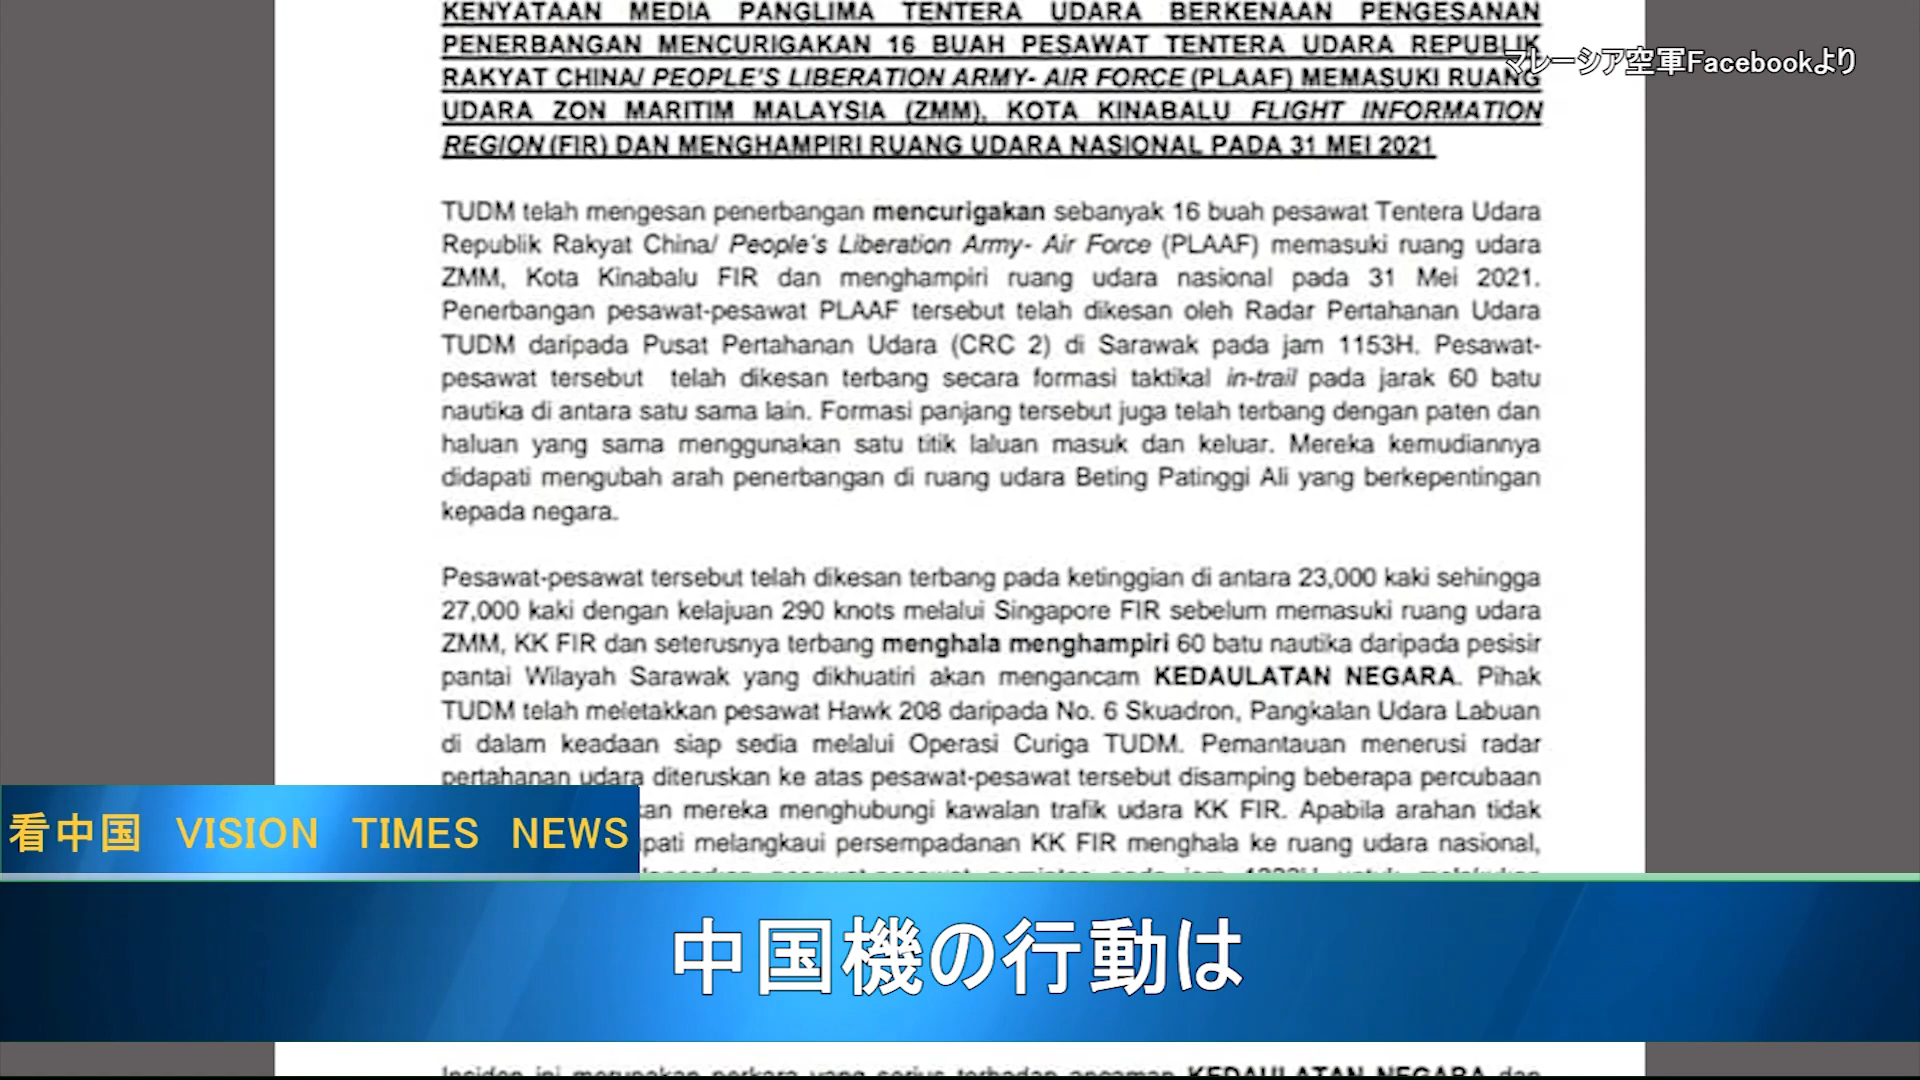 KENYATAAN MEDIA PANGLIMA TENTERA UDARA BERKENAAN PENGESANAN
PENERBANGAN MENCURIGAKAN 16 BUAH PESAWAT TENTERA UDARA REPUBLIK
マレーシア空軍Facebookより
RAKYAT CHINA/ PEOPLE'S LIBERATION ARMY- AIR FORCE (PLAAF) MEMASUKI RUANG
UDARA ZON MARITIM MALAYSIA (ZMM), KOTA KINABALU FLIGHT INFORMATION
REGION (FIR) DAN MENGHAMPIRI RUANG UDARA NASIONAL PADA 31 MEI 2021
TUDM telah mengesan penerbangan mencurigakan sebanyak 16 buah pesawat Tentera Udara
Republik Rakyat China/ People's Liberation Army- Air Force (PLAAF) memasuki ruang udara
ZMM, Kota Kinabalu FIR dan menghampiri ruang udara nasional pada 31 Mei 2021.
Penerbangan pesawat-pesawat PLAAF tersebut telah dikesan oleh Radar Pertahanan Udara
TUDM daripada Pusat Pertahanan Udara (CRC 2) di Sarawak pada jam 1153H. Pesawat-
pesawat tersebut telah dikesan terbang secara formasi taktikal in-trail pada jarak 60 batu
nautika di antara satu sama lain. Formasi panjang tersebut juga telah terbang dengan paten dan
haluan yang sama menggunakan satu titik laluan masuk dan keluar. Mereka kemudiannya
didapati mengubah arah penerbangan di ruang udara Beting Patinggi Ali yang berkepentingan
kepada negara.
Pesawat-pesawat tersebut telah dikesan terbang pada ketinggian di antara 23,000 kaki sehingga
27,000 kaki dengan kelajuan 290 knots melalui Singapore FIR sebelum memasuki ruang udara
ZMM, KK FIR dan seterusnya terbang menghala menghampiri 60 batu nautika daripada pesisir
pantai Wilayah Sarawak yang dikhuatiri akan mengancam KEDAULATAN NEGARA. Pihak
TUDM telah meletakkan pesawat Hawk 208 daripada No. 6 Skuadron, Pangkalan Udara Labuan
di dalam keadaan siap sedia melalui Operasi Curiga TUDM. Pemantauan menerusi radar
pertahanan udara diteruskan ke atas pesawat-pesawat tersebut disamping beberapa percubaan
mereka menghubungi kawalan trafik udara KK FIR. Apabila arahan tidak
melangkaui persempadanan KK FIR menghala ke ruang udara nasional,
看中国 VISION TIMES NEWS
中国機の行動は
Insiden ini merupakan perkara yang serius terhadap ancaman KEDAULATAN NEGARA dan